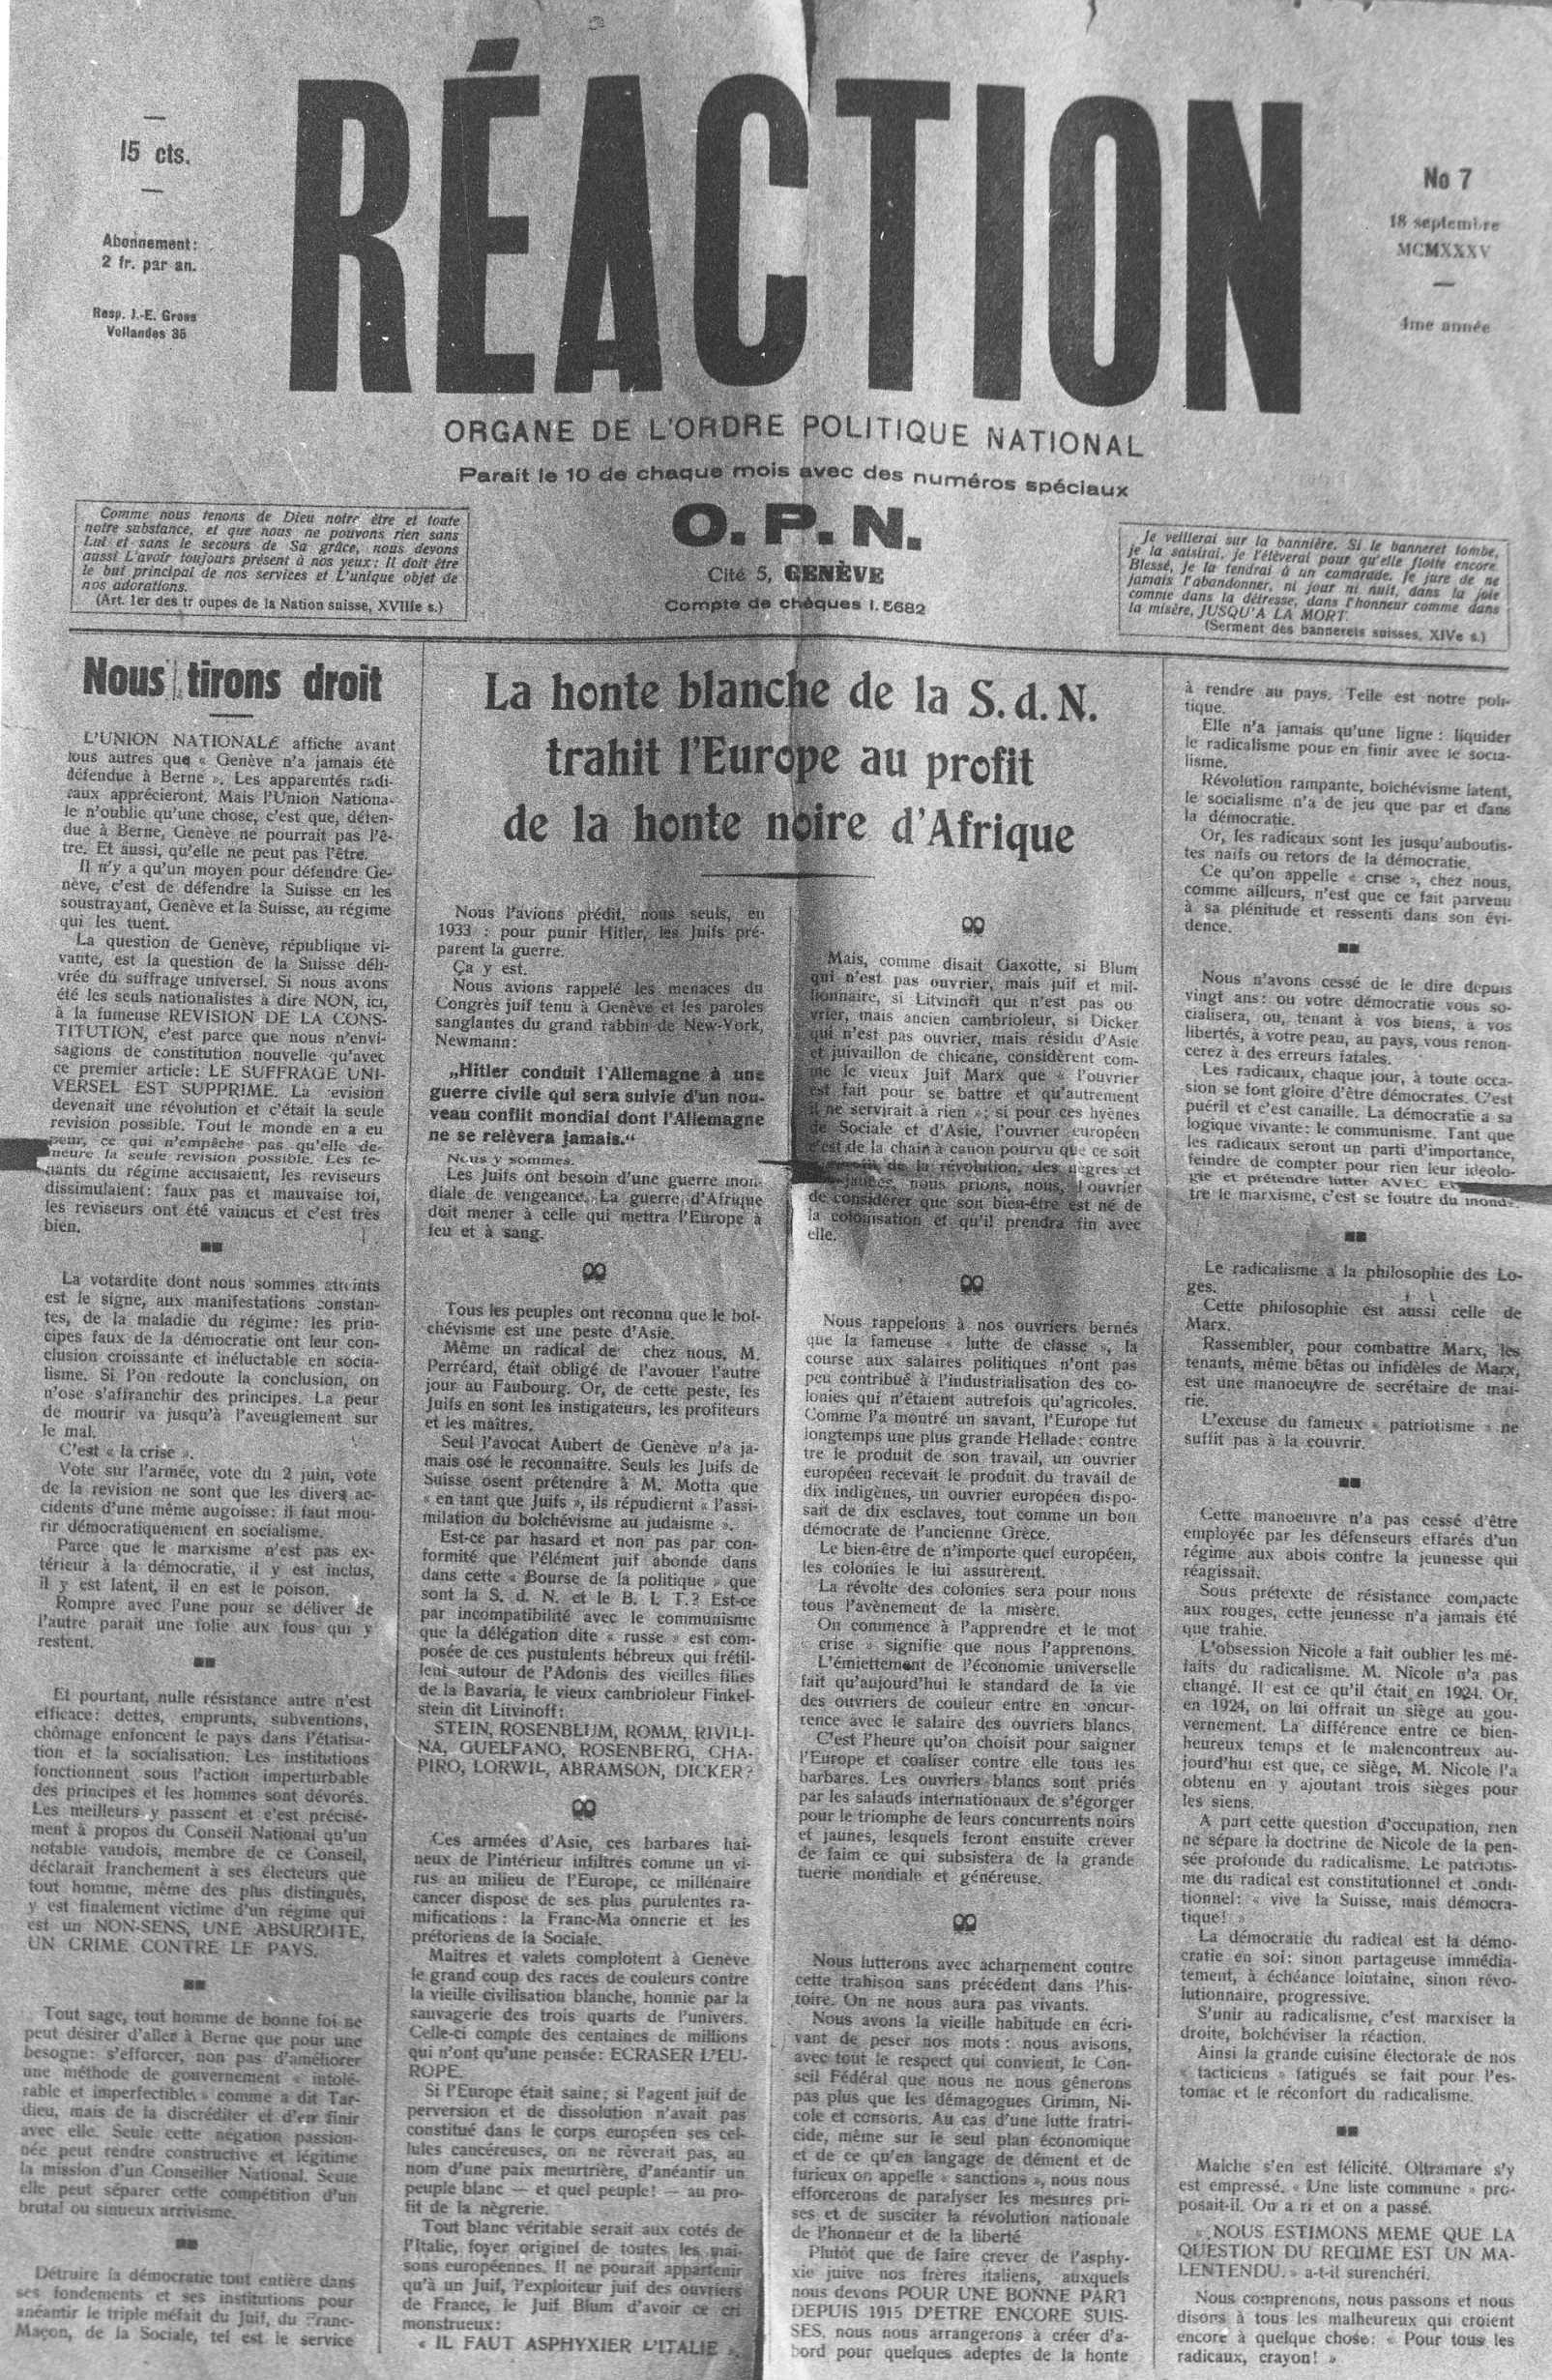 15 cts.
Abonnement:
2 fr. par an.
Resp. J.-E. Gross
Vollandes 36
RÉACTION
No 7
18 septembre
MCMXXXV
4me année
ORGANE DE L'ORDRE POLITIQUE NATIONAL
Parait le 10 de chaque mois avec des numéros spéciaux
O.P.N.
Cité 5, GENÈVE
Compte de chèques I. 5682
Comme nous tenons de Dieu notre être et toute
notre substance, et que nous ne pouvons rien sans
Lui et sans le secours de Sa grâce, nous devons
aussi L'avoir toujours présent à nos yeux: Il doit être
le but principal de nos services et L'unique objet de
nos adorations.
(Art. 1er des tr oupes de la Nation suisse, XVIIIe s.)
Je veillerai sur la bannière. Si le banneret tombe,
je la saisirai, je l'élèverai pour qu'elle flotte encore.
Blessé, je la tendrai à un camarade. Je jure de ne
jamais l'abandonner, ni jour ni nuit, dans la joie
comme dans la détresse, dans l'honneur comme dans
la misère, JUSQU'A LA MORT.
(Serment des bannerets suisses, XIVe s.)
Nous tirons droit
L'UNION NATIONALE affiche avant
tous autres que « Genève n'a jamais été
défendue à Berne ». Les apparentés radi-
caux apprécieront. Mais l'Union Nationa-
le n'oublie qu'une chose, c'est que, défen-
due à Berne, Genève ne pourrait pas l'ê-
tre. Et aussi, qu'elle ne peut pas l'être.
Il n'y a qu'un moyen pour défendre Ge-
nève, c'est de défendre la Suisse en les
soustrayant, Genève et la Suisse, au régime
qui les tuent.
La question de Genève, république vi-
vante, est la question de la Suisse déli-
vrée du suffrage universel. Si nous avons
été les seuls nationalistes à dire NON, ici,
à la fumeuse REVISION DE LA CONS-
TITUTION, c'est parce que nous n'envi-
sagions de constitution nouvelle qu'avec
ce premier article: LE SUFFRAGE UNI-
VERSEL EST SUPPRIME. La evision
devenait une révolution et c'était la seule
revision possible. Tout le monde en a eu
peur, ce qui n'empêche pas qu'elle de-
meure la seule revision possible. Les te-
nants du régime accusaient, les reviseurs
dissimulaient: faux pas et mauvaise foi,
les reviseurs ont été vaincus et c'est très
bien.
La votardite dont nous sommes atteints
est le signe, aux manifestations constan-
tes, de la maladie du régime: les prin-
cipes faux de la démocratie ont leur con-
clusion croissante et inéluctable en socia-
lisme. Si l'on redoute la conclusion, on
n'ose s'affranchir des principes. La peur
de mourir va jusqu'à l'aveuglement sur
le mal.
C'est « la crise ».
Vote sur l'armée, vote du 2 juin, vote
de la revision ne sont que les divers ac-
cidents d'une même augoisse: il faut mou-
rir démocratiquement en socialisme.
Parce que le marxisme n'est pas ex-
térieur à la démocratie, il y est inclus,
il y est latent, il en est le poison.
Rompre avec l'une pour se déliver de
l'autre parait une folie aux fous qui y
restent.
Et pourtant, nulle résistance autre n'est
efficace: dettes, emprunts, subventions,
chômage enfoncent le pays dans l'étatisa-
tion et la socialisation. Les institutions
fonctionnent sous l'action imperturbable
des principes et les hommes sont dévorés.
Les meilleurs y passent et c'est précisé-
ment à propos du Conseil National qu'un
notable vaudois, membre de ce Conseil,
déclarait franchement à ses électeurs que
tout homme, même des plus distingués,
y est finalement victime d'un régime qui
est un NON-SENS, UNE ABSURDITE,
UN CRIME CONTRE LE PAYS.
Tout sage, tout homme de bonne foi ne
peut désirer d'aller à Berne que pour une
besogne: s'efforcer, non pas d'améliorer
une méthode de gouvernement « intolé-
rable et imperfectible » comme a dit Tar-
dieu, mais de la discréditer et d'en finir
avec elle. Seule cette négation passion-
née peut rendre constructive et légitime
la mission d'un Conseiller National. Seule
elle peut séparer cette compétition d'un
brutal ou sinueux arrivisme.
Détruire la démocratie tout entière dans
ses fondements et ses institutions pour
anéantir le triple méfait du Juif, du Franc-
Maçon, de la Sociale, tel est le service
La honte blanche de la S. d. N.
trahit l'Europe au profit
de la honte noire d'Afrique
Nous l'avions prédit, nous seuls, en
1933 : pour punir Hitler, les Juifs pré-
parent la guerre.
Ça y est.
Nous avions rappelé les menaces du
Congrès juif tenu à Genève et les paroles
sanglantes du grand rabbin de New-York,
Newmann:
„Hitler conduit l'Allemagne à une
guerre civile qui sera suivie d'un nou-
veau conflit mondial dont l'Allemagne
ne se relèvera jamais.“
Nous y sommes.
Les Juifs ont besoin d'une guerre mon-
diale de vengeance. La guerre d'Afrique
doit mener à celle qui mettra l'Europe à
feu et à sang.
Tous les peuples ont reconnu que le bol-
chévisme est une peste d'Asie.
Même un radical de chez nous, M.
Perréard, était obligé de l'avouer l'autre
jour au Faubourg. Or, de cette peste, les
Juifs en sont les instigateurs, les profiteurs
et les maîtres.
Seul l'avocat Aubert de Genève n'a ja-
mais osé le reconnaitre. Seuls les Juifs de
Suisse osent prétendre à M. Motta que
« en tant que Juifs », ils répudiernt « l'assi-
milation du bolchévisme au judaisme ».
Est-ce par hasard et non pas par con-
formité que l'élément juif abonde dans
dans cette « Bourse de la politique » que
sont la S. d. N. et le B. I. T.? Est-ce
par incompatibilité avec le communisme
que la délégation dite « russe » est com-
posée de ces pustulents hébreux qui frétil-
lent autour de l'Adonis des vieilles filles
de la Bavaria, le vieux cambrioleur Finkel-
stein dit Litvinoff:
STEIN, ROSENBLUM, ROMM, RIVILI-
NA, GUELFANO, ROSENBERG, CHA-
PIRO, LORWIL, ABRAMSON, DICKER?
Ces armées d'Asie, ces barbares hai-
neux de l'intérieur infiltrés comme un vi-
rus au milieu de l'Europe, ce millénaire
cancer dispose de ses plus purulentes ra-
mifications : la Franc-Ma onnerie et les
prétoriens de la Sociale.
Maitres et valets complotent à Genève
le grand coup des races de couleurs contre
la vieille civilisation blanche, honnie par la
sauvagerie des trois quarts de l'univers.
Celle-ci compte des centaines de millions
qui n'ont qu'une pensée: ECRASER L'EU-
ROPE.
Si l'Europe était saine; si l'agent juif de
perversion et de dissolution n'avait pas
constitué dans le corps européen ses cel-
lules cancéreuses, on ne rêverait pas, au
nom d'une paix meurtrière, d'anéantir un
peuple blanc — et quel peuple! — au pro-
fit de la nègrerie.
Tout blanc véritable serait aux cotés de
l'Italie, foyer originel de toutes les mai-
sons européennes. Il ne pourait appartenir
qu'à un Juif, l'exploiteur juif des ouvriers
de France, le Juif Blum d'avoir ce cri
monstrueux:
« IL FAUT ASPHYXIER L'ITALIE ».
Mais, comme disait Gaxotte, si Blum
qui n'est pas ouvrier, mais juif et mil-
lionnaire, si Litvinoff qui n'est pas ou
vrier, mais ancien cambrioleur, si Dicker
qui n'est pas ouvrier, mais résidu d'Asie
et juivaillon de chicane, considèrent com-
me le vieux Juif Marx que « l'ouvrier
est fait pour se battre et qu'autrement
il ne servirait à rien »; si pour ces hyènes
de Sociale et d'Asie, l'ouvrier européen
c'est de la chair à canon pourvu que ce soit
de la révolution, des nègres et
jaunes, nous prions, nous, l'ouvrier
de considérer que son bien-être est né de
la colonisation et qu'il prendra fin avec
elle.
Nous rappelons à nos ouvriers bernés
que la fameuse « lutte de classe », la
course aux salaires politiques n'ont pas
peu contribué à l'industrialisation des co-
lonies qui n'étaient autrefois qu'agricoles.
Comme l'a montré un savant, l'Europe fut
longtemps une plus grande Hellade: contre
tre le produit de son travail, un ouvrier
européen recevait le produit du travail de
dix indigènes, un ouvrier européen dispo-
sait de dix esclaves, tout comme un bon
démocrate de l'ancienne Grèce.
Le bien-être de n'importe quel européen,
les colonies le lui assurèrent.
La révolte des colonies sera pour nous
tous l'avènement de la misère.
On commence à l'apprendre et le mot
« crise » signifie que nous l'apprenons.
L'émiettement de l'économie universelle
fait qu'aujourd'hui le standard de la vie
des ouvriers de couleur entre en concur-
rence avec le salaire des ouvriers blancs.
C'est l'heure qu'on choisit pour saigner
l'Europe et coaliser contre elle tous les
barbares. Les ouvriers blancs sont priés
par les salauds internationaux de s'égorger
pour le triomphe de leurs concurrents noirs
et jaunes, lesquels feront ensuite crever
de faim ce qui subsistera de la grande
tuerie mondiale et généreuse.
Nous lutterons avec acharnement contre
cette trahison sans précédent dans l'his-
toire. On ne nous aura pas vivants.
Nous avons la vieille habitude en écri-
vant de peser nos mots : nous avisons,
avec tout le respect qui convient, le Con-
seil Fédéral que nous ne nous gênerons
pas plus que les démagogues Grimm, Ni-
cole et consorts. Au cas d'une lutte fratri-
cide, même sur le seul plan économique
et de ce qu'en langage de dément et de
furieux on appelle « sanctions », nous nous
efforcerons de paralyser les mesures pri-
ses et de susciter la révolution nationale
de l'honneur et de la liberté
Plutôt que de faire crever de l'asphy-
xie juive nos frères italiens, auxquels
nous devons POUR UNE BONNE PART
DEPUIS 1915 D'ETRE ENCORE SUIS-
SES, nous nous arrangerons à créer d'a-
bord pour quelques adeptes de la honte
à rendre au pays. Telle est notre poli-
tique.
Elle n'a jamais qu'une ligne : liquider
le radicalisme pour en finir avec le socia-
lisme.
Révolution rampante, bolchévisme latent,
le socialisme n'a de jeu que par et dans
la démocratie.
Or, les radicaux sont les jusqu'auboutis-
tes naïfs ou retors de la démocratie.
Ce qu'on appelle « crise », chez nous,
comme ailleurs, n'est que ce fait parvenu
à sa plénitude et ressenti dans son évi-
dence.
Nous n'avons cessé de le dire depuis
vingt ans: ou votre démocratie vous so-
cialisera, ou, tenant à vos biens, à vos
libertés, à votre peau, au pays, vous renon-
cerez à des erreurs fatales.
Les radicaux, chaque jour, à toute occa-
sion se font gloire d'être démocrates. C'est
puéril et c'est canaille. La démocratie a sa
logique vivante: le communisme. Tant que
les radicaux seront un parti d'importance,
feindre de compter pour rien leur idéolo-
gie et prétendre lutter AVEC
tre le marxisme, c'est se foutre du monde.
Le radicalisme a la philosophie des Lo-
ges.
Cette philosophie est aussi celle de
Marx.
Rassembler, pour combattre Marx, les
tenants, même bêtas ou infidèles de Marx,
est une manoeuvre de secrétaire de mai-
rie.
L'excuse du fameux « patriotisme » ne
suffit pas à la couvrir.
Cette manoeuvre n'a pas cessé d'être
employée par les défenseurs effarés d'un
régime aux abois contre la jeunesse qui
réagissait.
Sous prétexte de résistance compacte
aux rouges, cette jeunesse n'a jamais été
que trahie.
L'obsession Nicole a fait oublier les mé-
faits du radicalisme. M. Nicole n'a pas
changé. Il est ce qu'il était en 1924. Or,
en 1924, on lui offrait un siège au gou-
vernement. La différence entre ce bien-
heureux temps et le malencontreux au-
jourd'hui est que, ce siège, M. Nicole l'a
obtenu en y ajoutant trois sièges pour
les siens.
A part cette question d'occupation, rien
ne sépare la doctrine de Nicole de la pen-
sée profonde du radicalisme. Le patriotis-
me du radical est constitutionnel et condi-
tionnel: « vive la Suisse, mais démocra-
tique! »
La démocratie du radical est la démo-
cratie en soi: sinon partageuse immédia-
tement, à échéance lointaine, sinon révo-
lutionnaire, progressive.
S'unir au radicalisme, c'est marxiser la
droite, bolchéviser la réaction.
Ainsi la grande cuisine électorale de nos
« tacticiens » fatigués se fait pour l'es-
tomac et le réconfort du radicalisme.
Malche s'en est félicité. Oltramare s'y
est empressé. « Une liste commune » pro-
posait-il. On a ri et on a passé.
« NOUS ESTIMONS MEME QUE LA
QUESTION DU REGIME EST UN MA-
LENTENDU. » a-t-il surenchéri.
Nous comprenons, nous passons et nous
disons à tous les malheureux qui croient
encore à quelque chose: « Pour tous les
radicaux, crayon! »